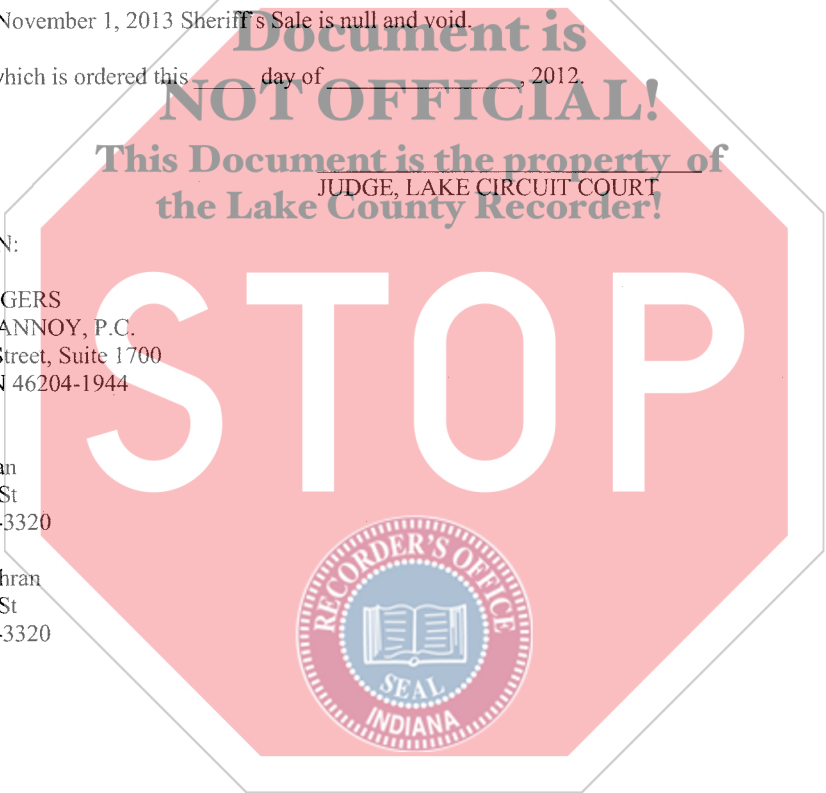 November 1, 2013 Sheriff's Sale is null and void.
Document is
which is ordered this _____ day of _______________, 2012.
NOT OFFICIAL!
This Document is the property of
JUDGE, LAKE CIRCUIT COURT
the Lake County Recorder!
N:
GERS
ANNOY, P.C.
Street, Suite 1700
N 46204-1944
STOP
an
St
-3320
hran
St
-3320
RECORDER'S OFFICE
SEAL
INDIANA